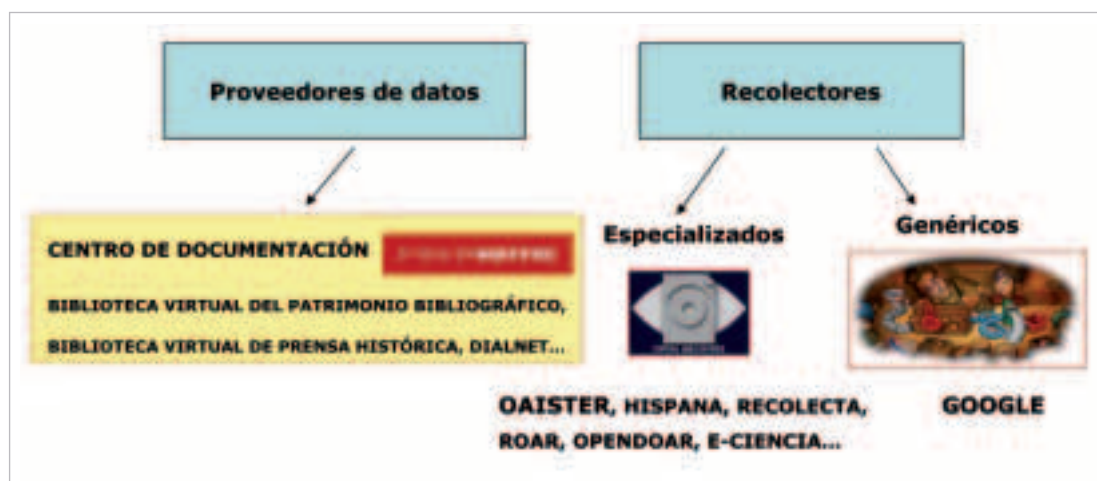 Proveedores de datos
Recolectores
CENTRO DE DOCUMENTACIÓN
BIBLIOTECA VIRTUAL DEL PATRIMONIO BIBLIOGRÁFICO,
BIBLIOTECA VIRTUAL DE PRENSA HISTÓRICA, DIALNET...
Especializados
OAISTER, HISPANA, RECOLECTA,
ROAR, OPENDOAR, E-CIENCIA...
Genéricos
GOOGLE